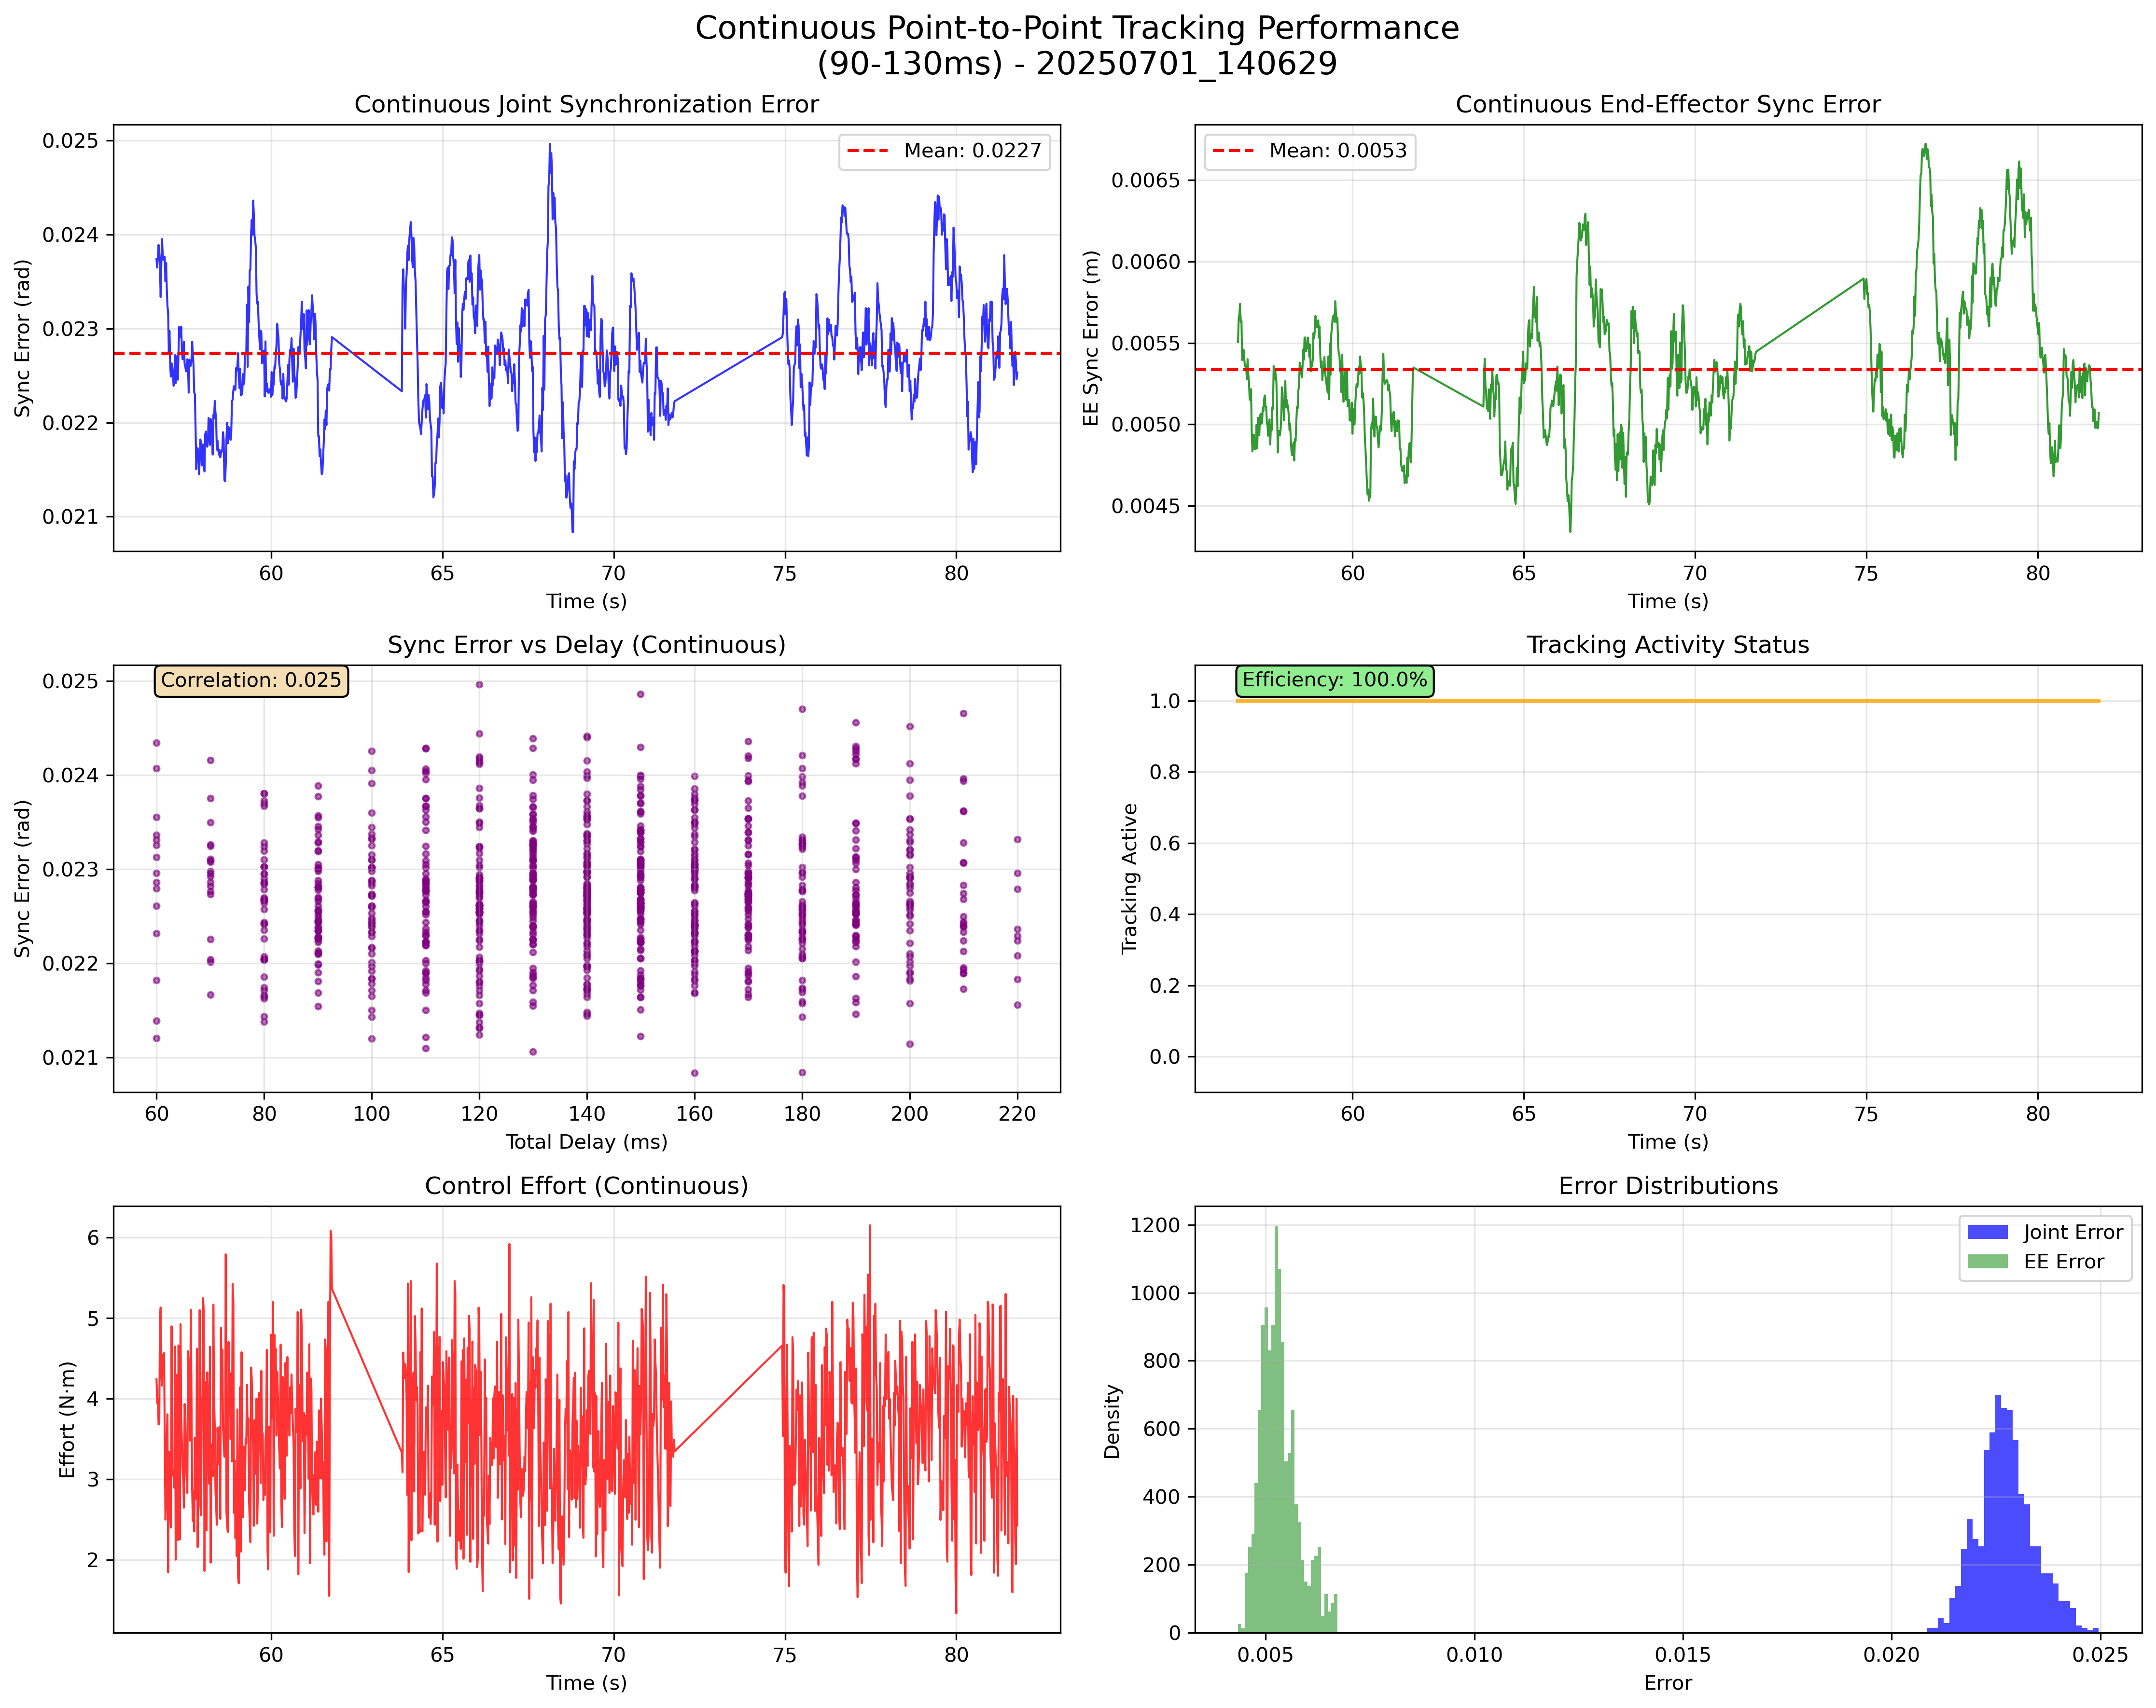 Continuous Point-to-Point Tracking Performance
(90-130ms) - 20250701_140629
Continuous Joint Synchronization Error
Sync Error (rad)
0.025
0.024
0.023
0.022
0.021
Mean: 0.0227
60 65 70 75 80
Time (s)
Continuous End-Effector Sync Error
EE Sync Error (m)
0.0065
0.0060
0.0055
0.0050
0.0045
Mean: 0.0053
60 65 70 75 80
Time (s)
Sync Error vs Delay (Continuous)
Sync Error (rad)
0.025
0.024
0.023
0.022
0.021
Correlation: 0.025
60 80 100 120 140 160 180 200 220
Total Delay (ms)
Tracking Activity Status
Tracking Active
1.0
0.8
0.6
0.4
0.2
0.0
Efficiency: 100.0%
60 65 70 75 80
Time (s)
Control Effort (Continuous)
Effort (N·m)
6
5
4
3
2
60 65 70 75 80
Time (s)
Error Distributions
Density
1200
1000
800
600
400
200
0
Joint Error
EE Error
0.005 0.010 0.015 0.020 0.025
Error